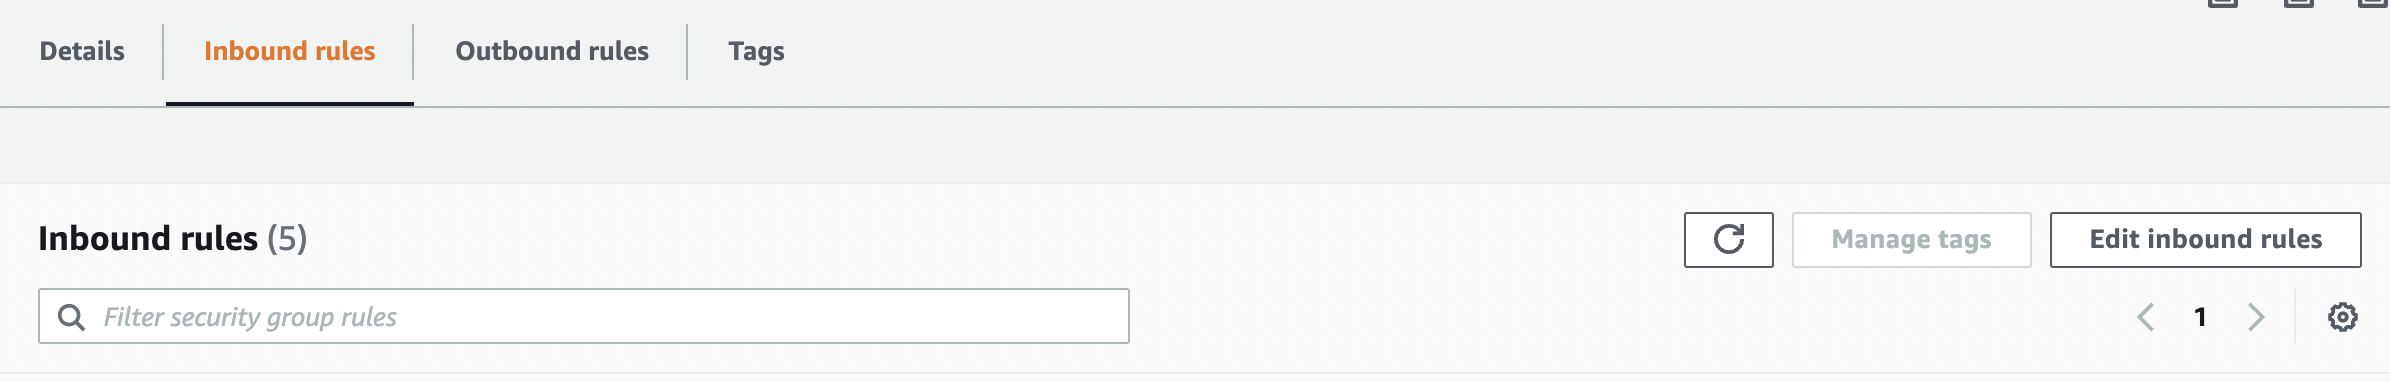 Details
Inbound rules
Outbound rules
Tags
Inbound rules (5)
Manage tags
Edit inbound rules
Filter security group rules
1